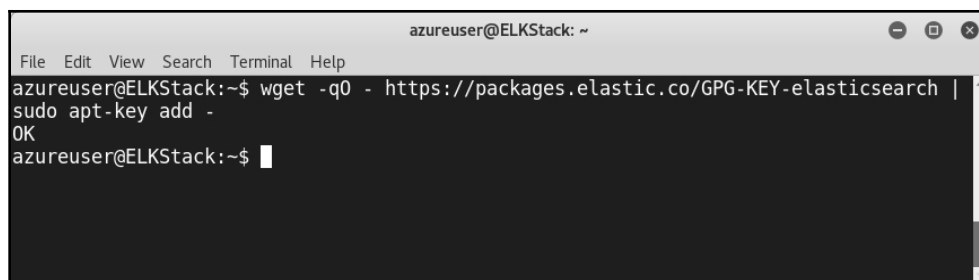 azureuser@ELKStack: ~
File Edit View Search Terminal Help
azureuser@ELKStack:~$ wget -qO - https://packages.elastic.co/GPG-KEY-elasticsearch |
sudo apt-key add -
OK
azureuser@ELKStack:~$